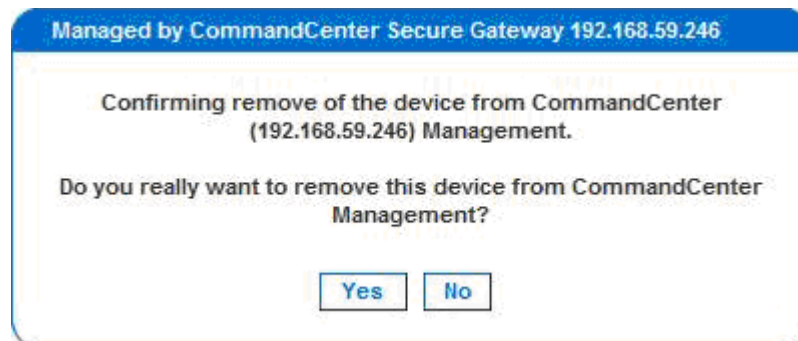 Managed by CommandCenter Secure Gateway 192.168.59.246
Confirming remove of the device from CommandCenter
(192.168.59.246) Management.
Do you really want to remove this device from CommandCenter
Management?
Yes No